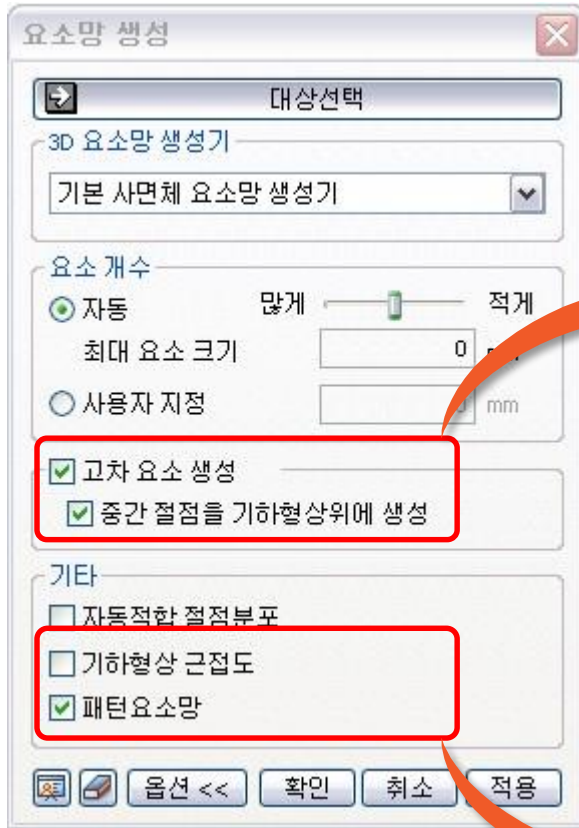 요소망 생성
대상선택
3D 요소망 생성기
기본 사면체 요소망 생성기
요소 개수
자동 많게 적게
최대 요소 크기 0
사용자 지정 mm
고차 요소 생성
중간 절점을 기하형상위에 생성
기타
자동적합 절점분포
기하형상 근접도
패턴요소망
옵션 << 확인 취소 적용